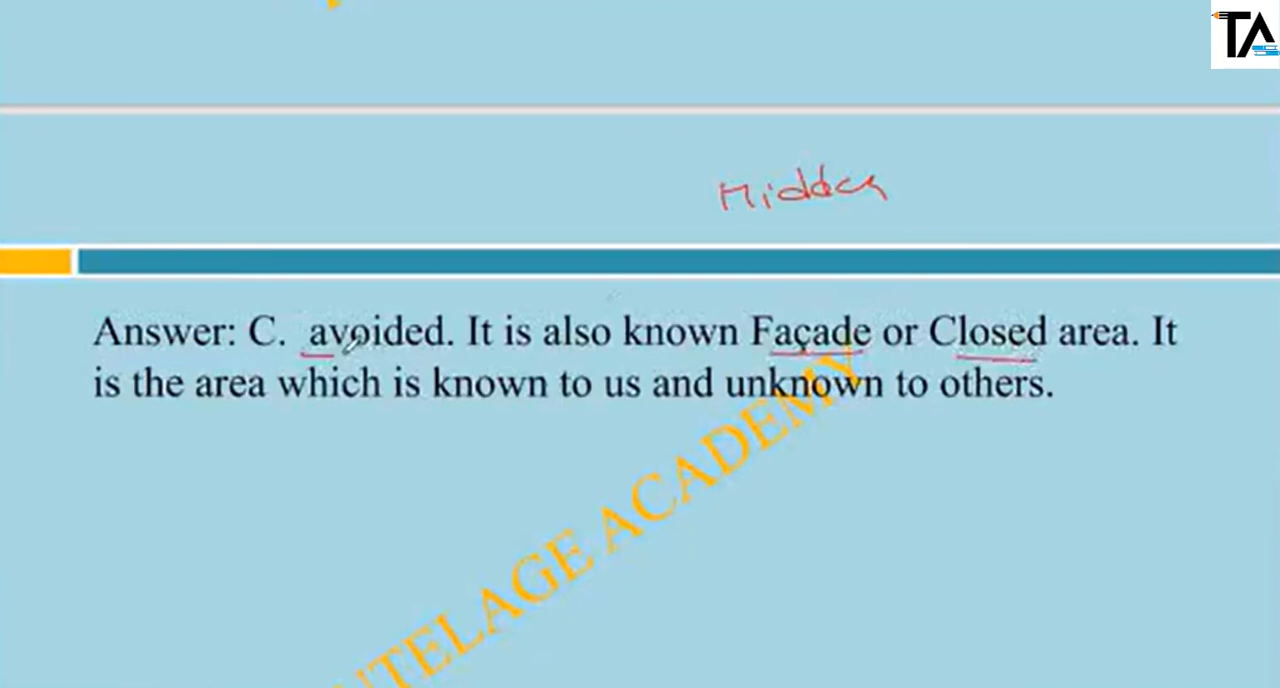 TA
Hidden
Answer: C. avoided. It is also known Façade or Closed area. It
is the area which is known to us and unknown to others.
NTELAGE ACADEMY